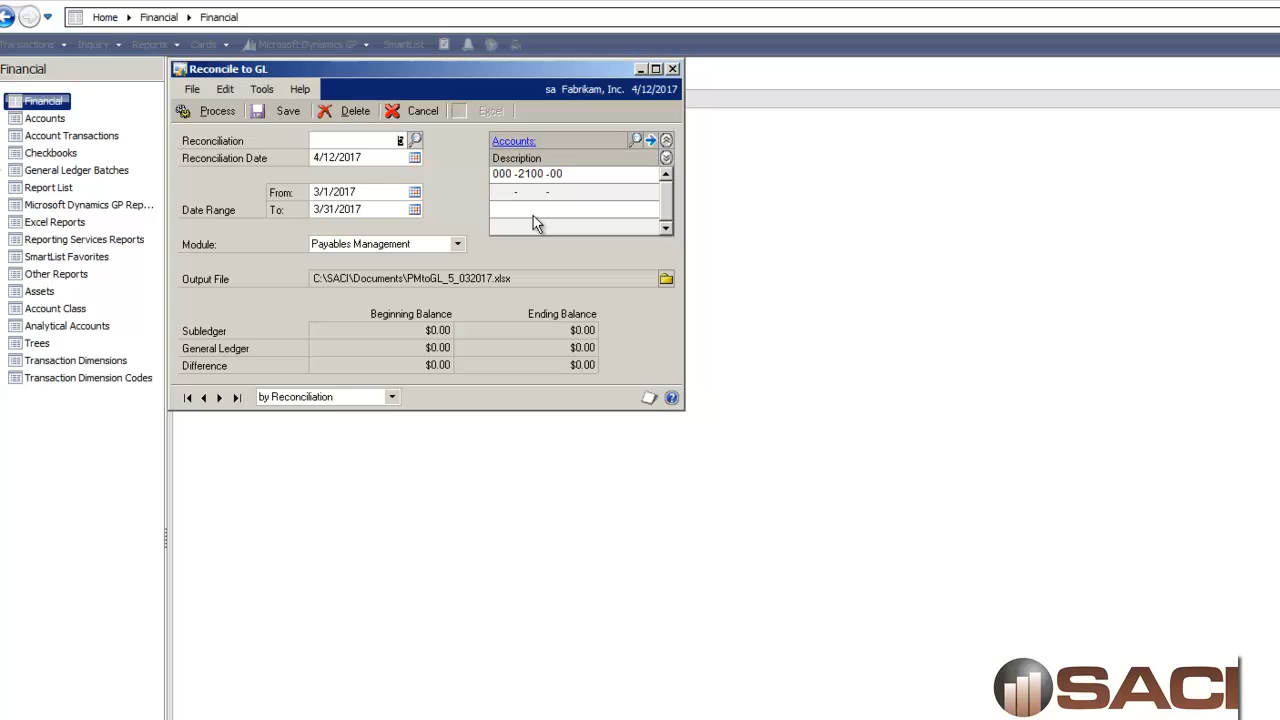 Home Financial Financial
Transactions Inquiry Reports Cards Microsoft Dynamics GP SmartList
Financial
Financial
Accounts
Account Transactions
Checkbooks
General Ledger Batches
Report List
Microsoft Dynamics GP Rep...
Excel Reports
Reporting Services Reports
SmartList Favorites
Other Reports
Assets
Account Class
Analytical Accounts
Trees
Transaction Dimensions
Transaction Dimension Codes
Reconcile to GL
File Edit Tools Help
sa Fabrikam, Inc. 4/12/2017
Process Save Delete Cancel Excel
Reconciliation
Reconciliation Date 4/12/2017
Date Range
From: 3/1/2017
To: 3/31/2017
Accounts:
Description
000 -2100 -00
- -
Module: Payables Management
Output File C:\SACI\Documents\PMtoGL_5_032017.xlsx
Beginning Balance Ending Balance
Subledger $0.00 $0.00
General Ledger $0.00 $0.00
Difference $0.00 $0.00
by Reconciliation
SACI